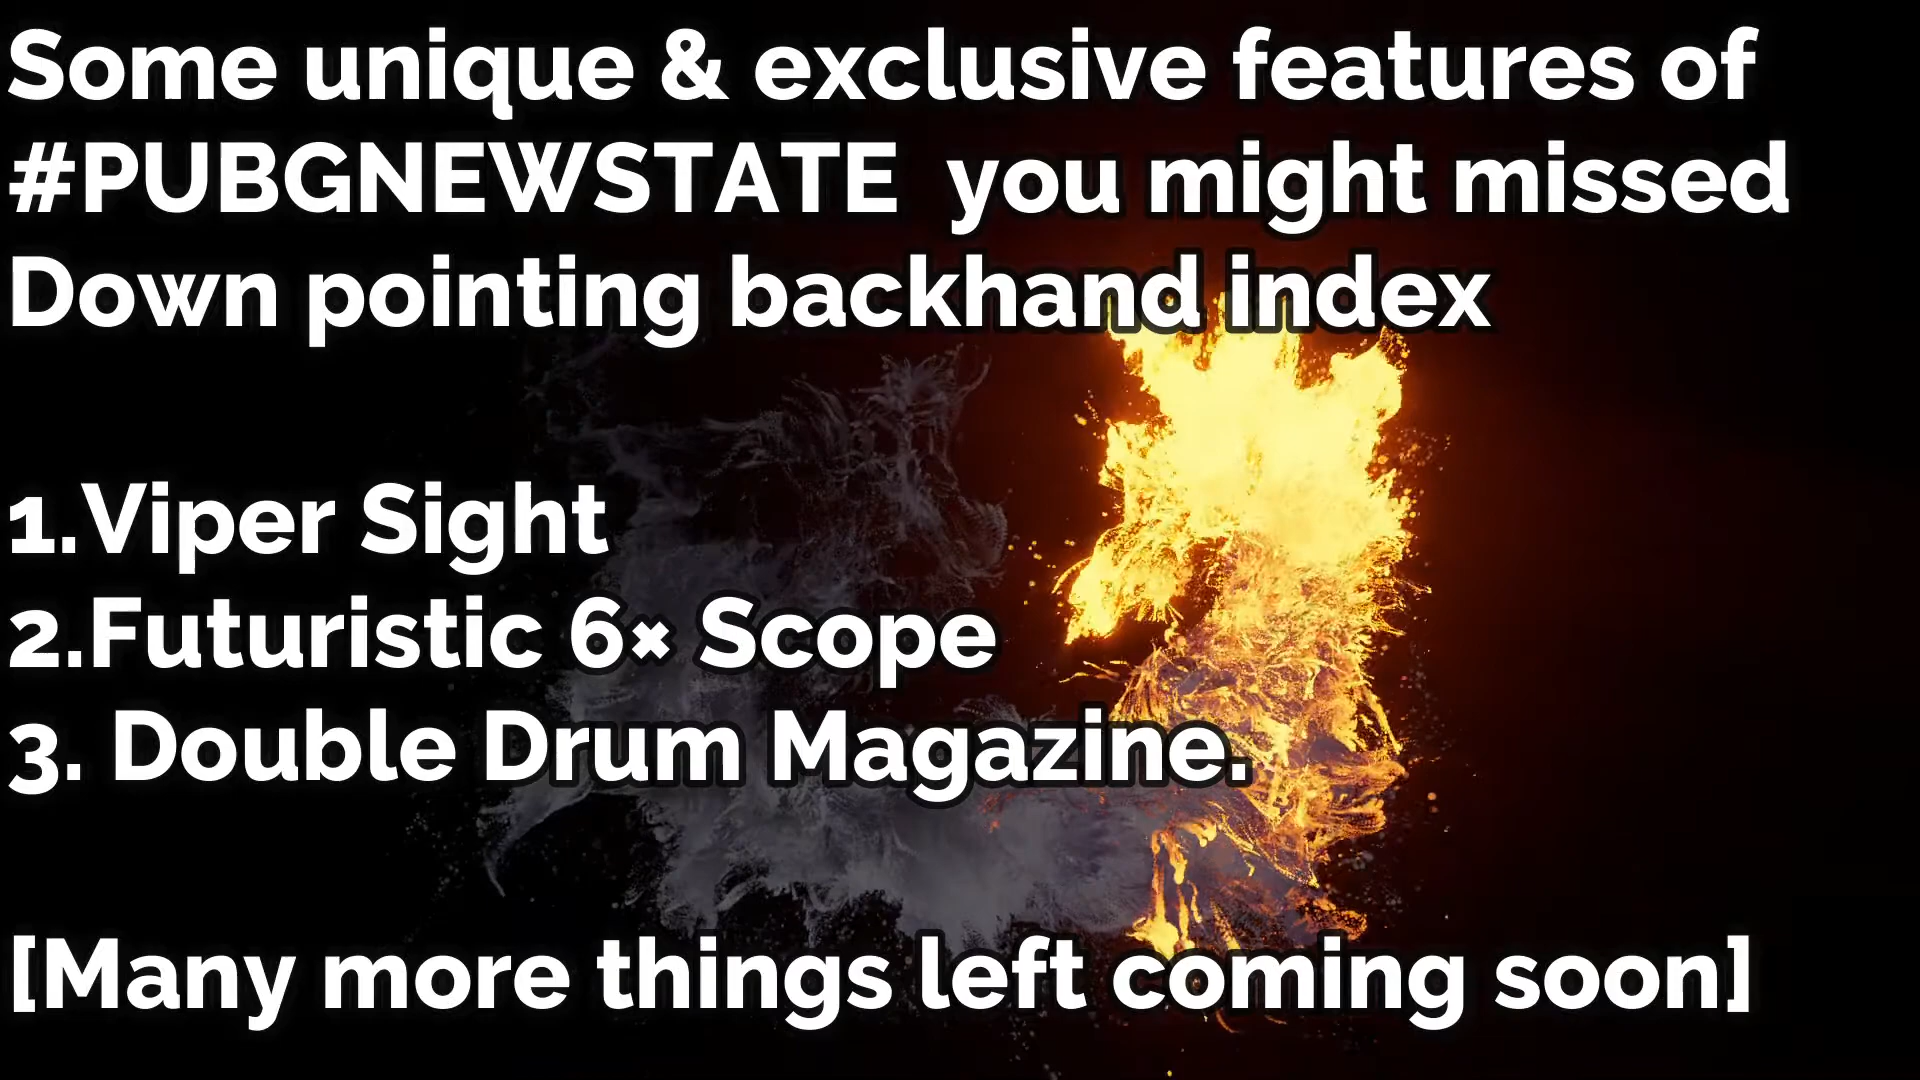 Some unique & exclusive features of
#PUBGNEWSTATE  you might missed
Down pointing backhand index
1.Viper Sight
2.Futuristic 6× Scope
3. Double Drum Magazine.
[Many more things left coming soon]